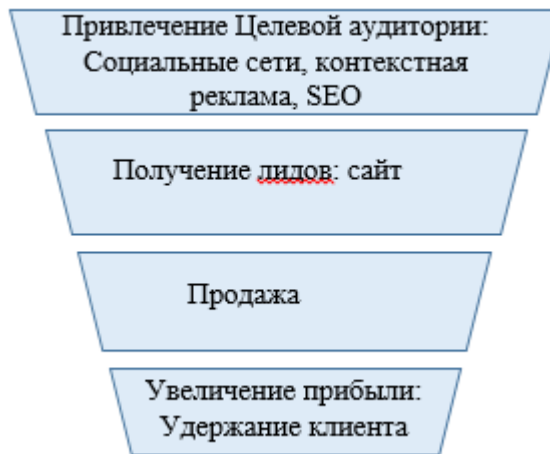 Привлечение Целевой аудитории:
Социальные сети, контекстная
реклама, SEO
Получение лидов: сайт
Продажа
Увеличение прибыли:
Удержание клиента